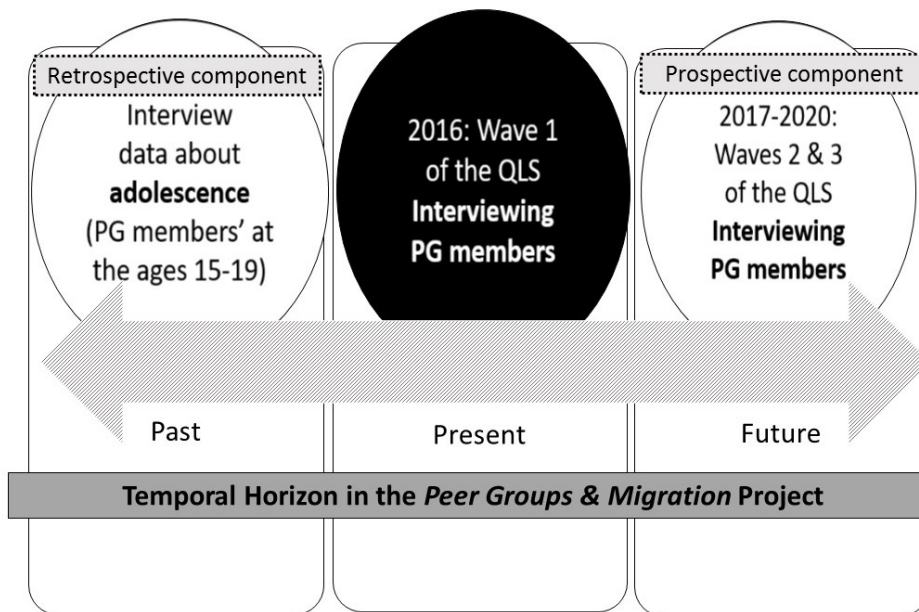 Retrospective component
Interview
data about
adolescence
(PG members’ at
the ages 15-19)
2016: Wave 1
of the QLS
Interviewing
PG members
Prospective component
2017-2020:
Waves 2 & 3
of the QLS
Interviewing
PG members
Past
Present
Future
Temporal Horizon in the Peer Groups & Migration Project